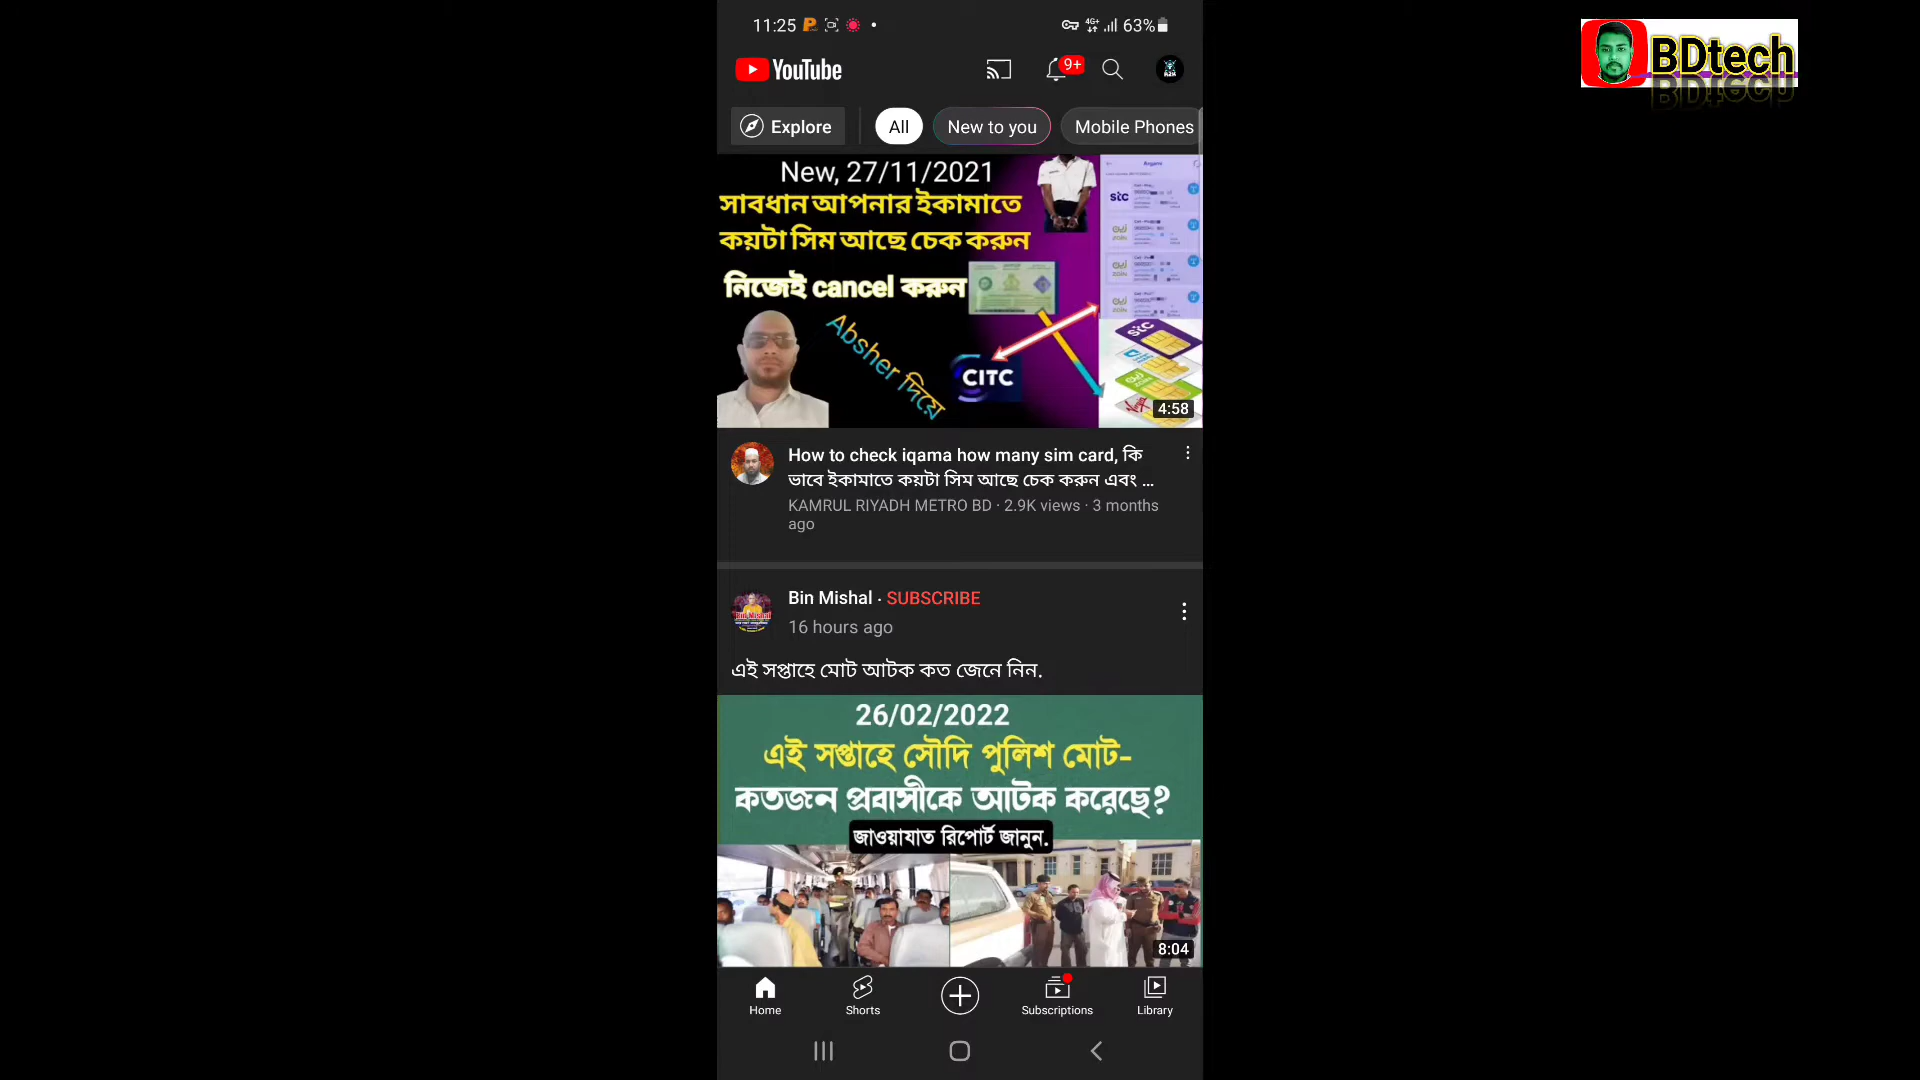 11:25
4G+
63%
BDtech
YouTube
9+
Explore
All
New to you
Mobile Phones
New, 27/11/2021
সাবধান আপনার ইকামাতে
কয়টা সিম আছে চেক করুন
নিজেই cancel করুন
Absher দিয়ে
CITC
stc
stc
4:58
How to check iqama how many sim card, কি
ভাবে ইকামাতে কয়টা সিম আছে চেক করুন এবং ...
KAMRUL RIYADH METRO BD · 2.9K views · 3 months
ago
Bin Mishal · SUBSCRIBE
16 hours ago
এই সপ্তাহে মোট আটক কত জেনে নিন.
26/02/2022
এই সপ্তাহে সৌদি পুলিশ মোট-
কতজন প্রবাসীকে আটক করেছে?
জাওয়াযাত রিপোর্ট জানুন.
8:04
Home
Shorts
Subscriptions
Library